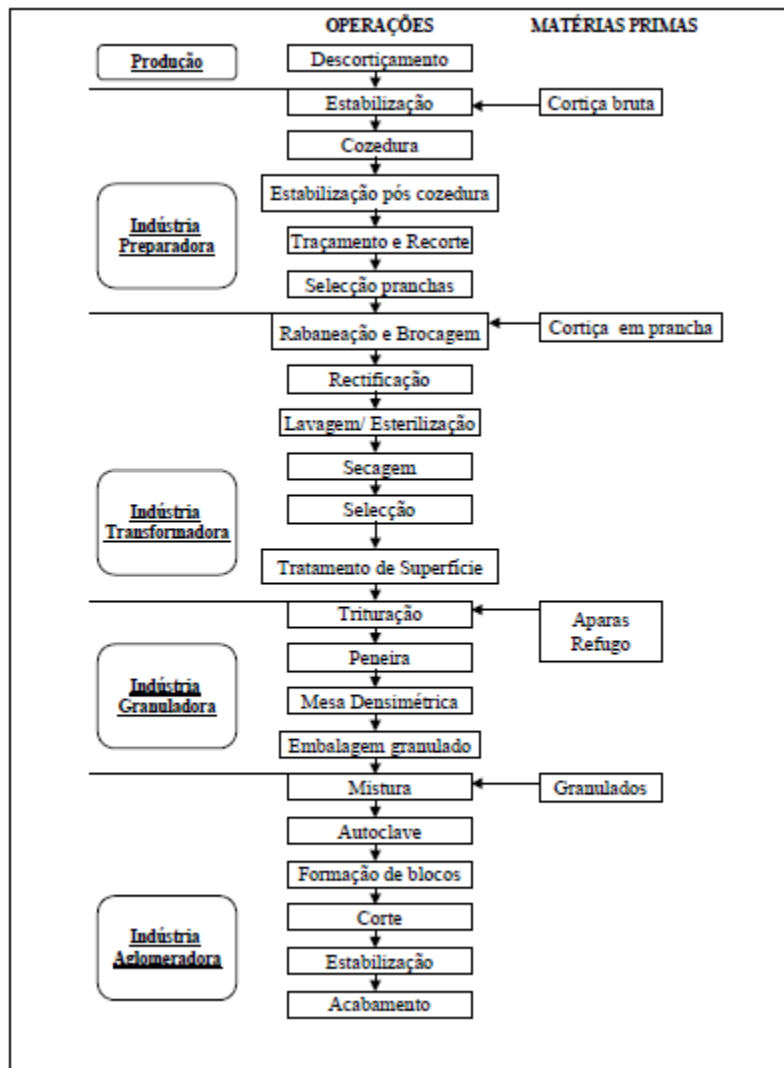 OPERAÇÕES MATÉRIAS PRIMAS
Produção
Descortiçamento
Estabilização
Cortiça bruta
Cozedura
Estabilização pós cozedura
Indústria
Preparadora
Traçamento e Recorte
Selecção pranchas
Rabaneação e Brocagem
Cortiça em prancha
Rectificação
Lavagem/ Esterilização
Secagem
Indústria
Transformadora
Selecção
Tratamento de Superfície
Trituração
Aparas
Refugo
Peneira
Indústria
Granuladora
Mesa Densimétrica
Embalagem granulado
Mistura
Granulados
Autoclave
Formação de blocos
Corte
Indústria
Aglomeradora
Estabilização
Acabamento